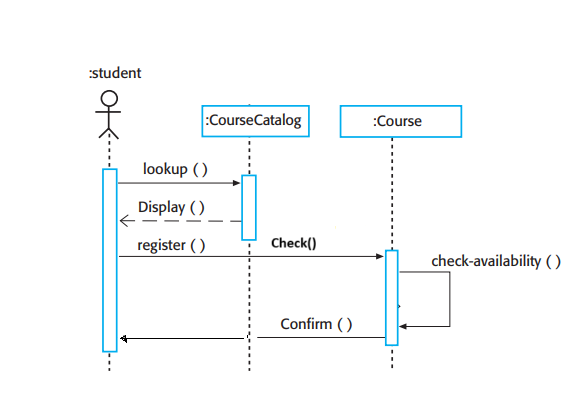 :student
:CourseCatalog
:Course
lookup ( )
Display ( )
register ( )
Check()
check-availability ( )
Confirm ( )